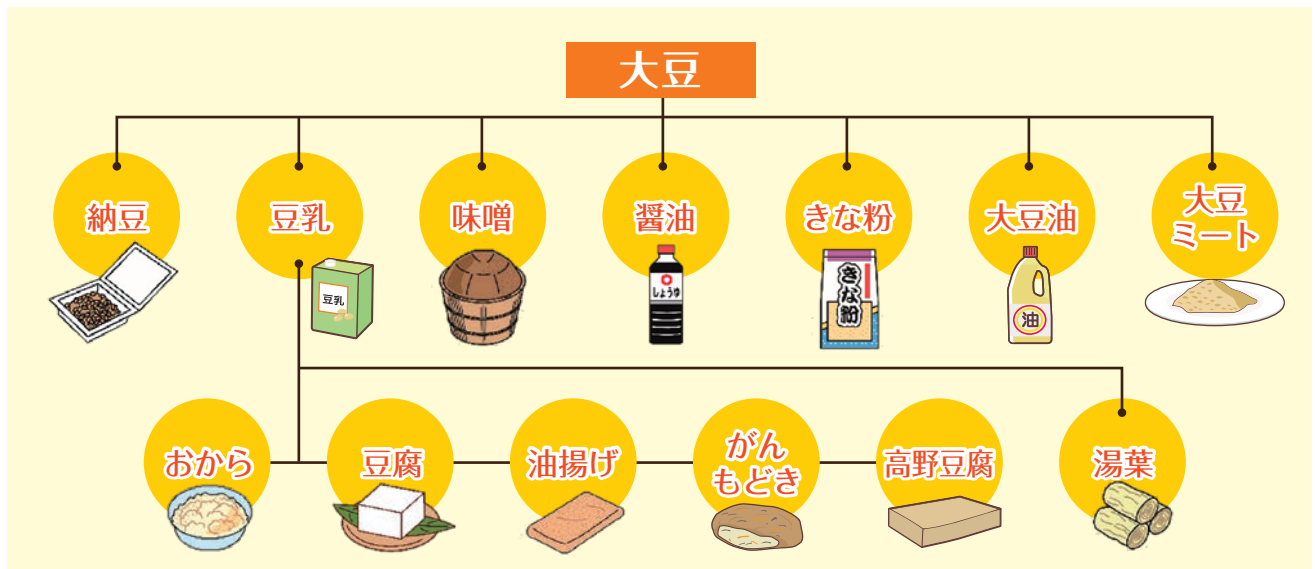 大豆
納豆
豆乳
味噌
醤油
きな粉
大豆油
大豆
ミート
豆乳
しょうゆ
きな粉
油
おから
豆腐
油揚げ
がん
もどき
高野豆腐
湯葉